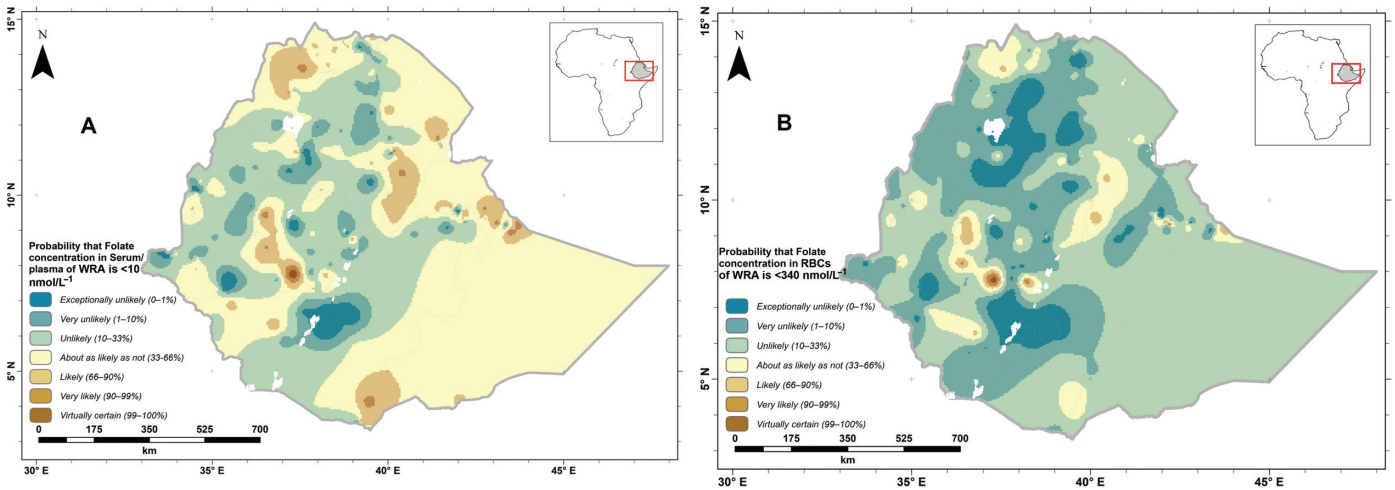 15° N
N
A
10° N
5° N
Probability that Folate
concentration in Serum/
plasma of WRA is <10
nmol/L⁻¹
Exceptionally unlikely (0–1%)
Very unlikely (1–10%)
Unlikely (10–33%)
About as likely as not (33-66%)
Likely (66–90%)
Very likely (90–99%)
Virtually certain (99–100%)
0 175 350 525 700
km
30° E 35° E 40° E 45° E
15° N
N
B
10° N
5° N
Probability that Folate
concentration in RBCs
of WRA is <340 nmol/L⁻¹
Exceptionally unlikely (0–1%)
Very unlikely (1–10%)
Unlikely (10–33%)
About as likely as not (33–66%)
Likely (66–90%)
Very likely (90–99%)
Virtually certain (99–100%)
0 175 350 525 700
km
30° E 35° E 40° E 45° E